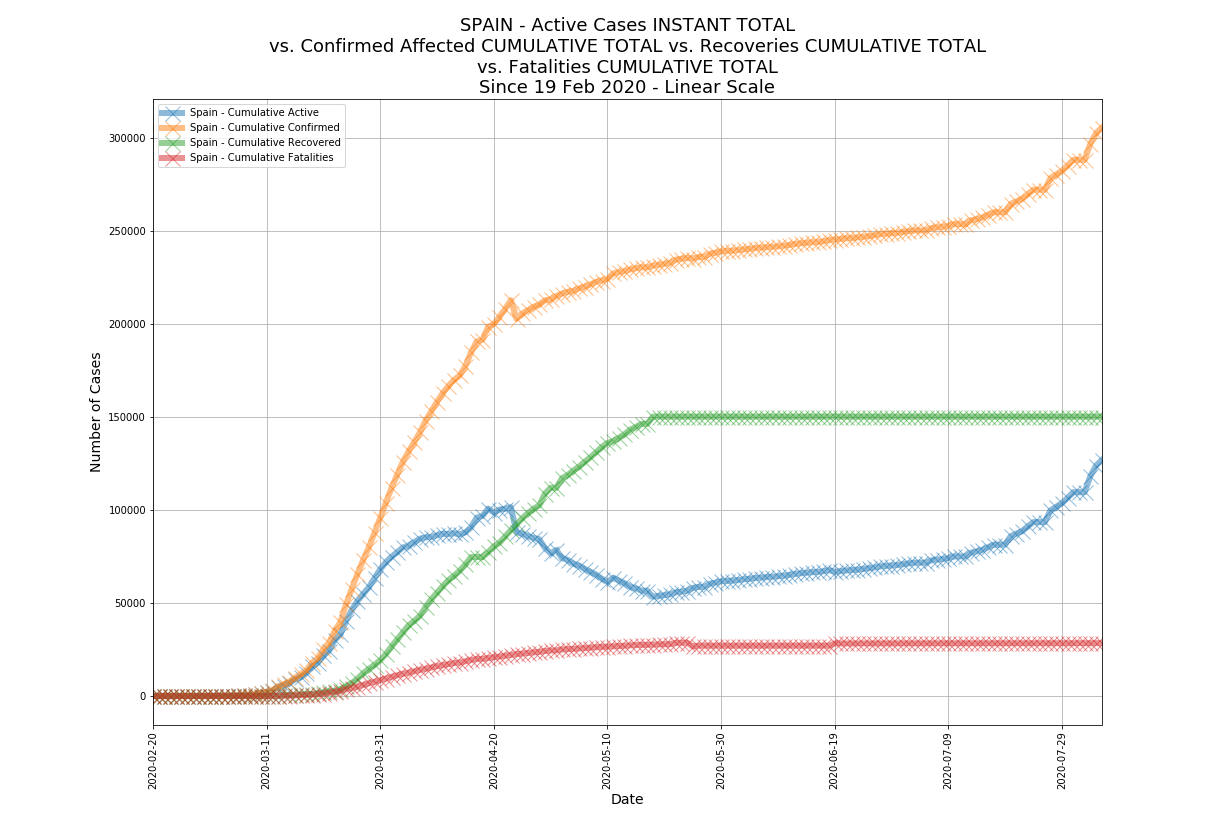 SPAIN - Active Cases INSTANT TOTAL
vs. Confirmed Affected CUMULATIVE TOTAL vs. Recoveries CUMULATIVE TOTAL
vs. Fatalities CUMULATIVE TOTAL
Since 19 Feb 2020 - Linear Scale
Spain - Cumulative Active
Spain - Cumulative Confirmed
Spain - Cumulative Recovered
Spain - Cumulative Fatalities
Number of Cases
300000
250000
200000
150000
100000
50000
0
2020-02-20
2020-03-11
2020-03-31
2020-04-20
2020-05-10
2020-05-30
2020-06-19
2020-07-09
2020-07-29
Date